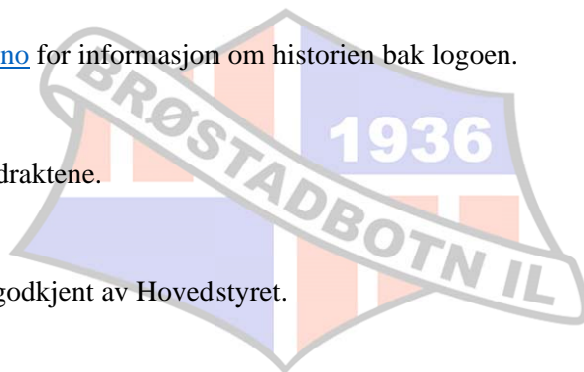 no for informasjon om historien bak logoen.
1936
draktene.
BRØSTADBOTN IL
godkjent av Hovedstyret.